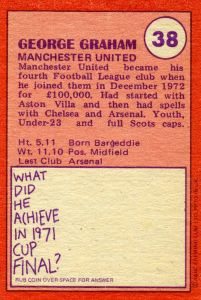 GEORGE GRAHAM 38
MANCHESTER UNITED
Manchester United became his
fourth Football League club when
he joined them in December 1972
for £100,000. Had started with
Aston Villa and then had spells
with Chelsea and Arsenal. Youth,
Under-23 and full Scots caps.
Ht. 5.11 Born Bargeddie
Wt. 11.10 Pos. Midfield
Last Club Arsenal
WHAT
DID
HE
ACHIEVE
IN 1971
CUP
FINAL?
RUB COIN OVER SPACE FOR ANSWER